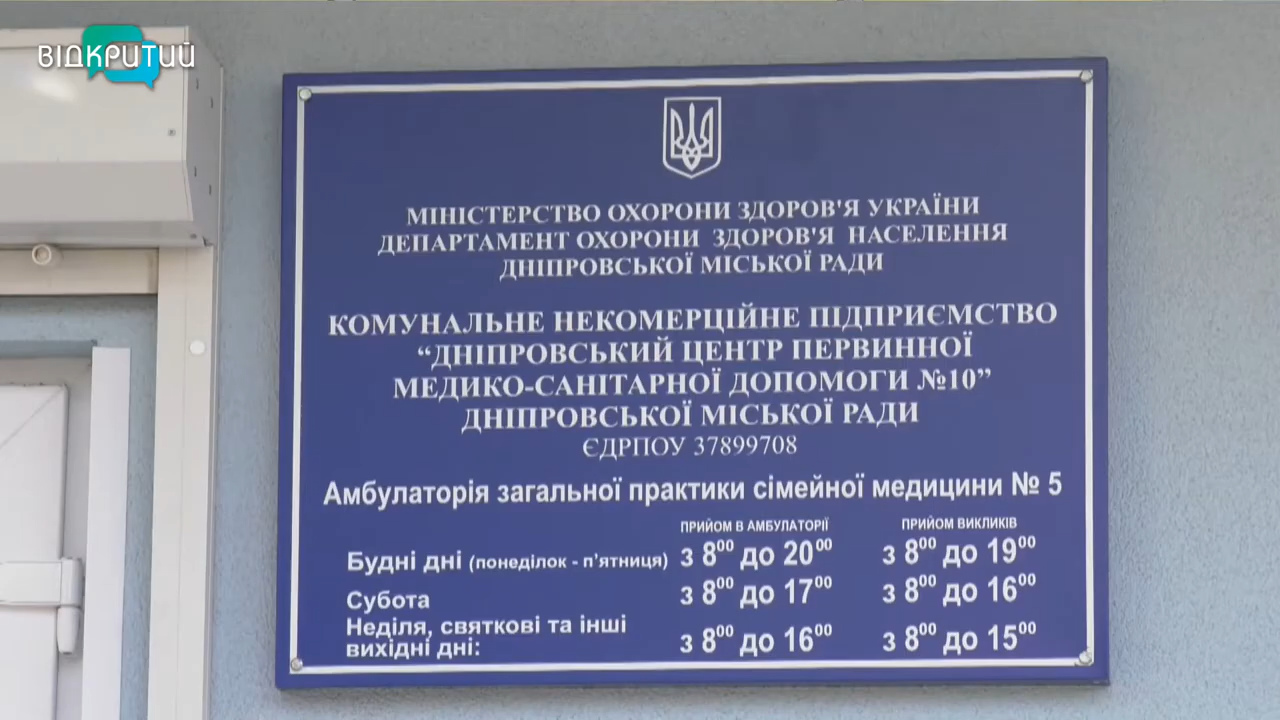 ВІДКРИТИЙ
МІНІСТЕРСТВО ОХОРОНИ ЗДОРОВ'Я УКРАЇНИ
ДЕПАРТАМЕНТ ОХОРОНИ ЗДОРОВ'Я НАСЕЛЕННЯ
ДНІПРОВСЬКОЇ МІСЬКОЇ РАДИ
КОМУНАЛЬНЕ НЕКОМЕРЦІЙНЕ ПІДПРИЄМСТВО
“ДНІПРОВСЬКИЙ ЦЕНТР ПЕРВИННОЇ
МЕДИКО-САНІТАРНОЇ ДОПОМОГИ №10”
ДНІПРОВСЬКОЇ МІСЬКОЇ РАДИ
ЄДРПОУ 37899708
Амбулаторія загальної практики сімейної медицини № 5
ПРИЙОМ В АМБУЛАТОРІЇ ПРИЙОМ ВИКЛИКІВ
Будні дні (понеділок - п’ятниця) з 8⁰⁰ до 20⁰⁰ з 8⁰⁰ до 19⁰⁰
Субота з 8⁰⁰ до 17⁰⁰ з 8⁰⁰ до 16⁰⁰
Неділя, святкові та інші
вихідні дні: з 8⁰⁰ до 16⁰⁰ з 8⁰⁰ до 15⁰⁰